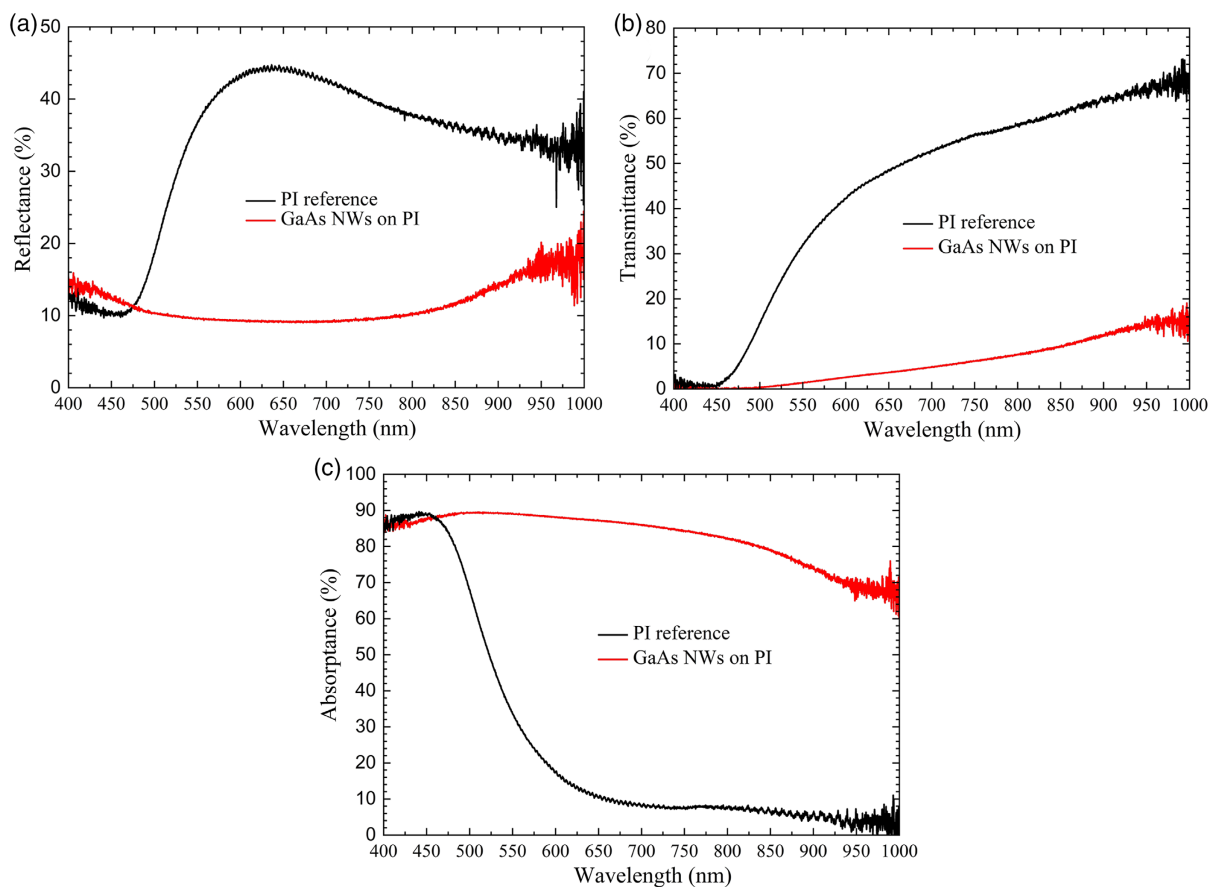 (a)
50
40
30
20
10
0
Reflectance (%)
PI reference
GaAs NWs on PI
400 450 500 550 600 650 700 750 800 850 900 950 1000
Wavelength (nm)
(b)
80
70
60
50
40
30
20
10
0
Transmittance (%)
PI reference
GaAs NWs on PI
400 450 500 550 600 650 700 750 800 850 900 950 1000
Wavelength (nm)
(c)
100
90
80
70
60
50
40
30
20
10
0
Absorptance (%)
PI reference
GaAs NWs on PI
400 450 500 550 600 650 700 750 800 850 900 950 1000
Wavelength (nm)